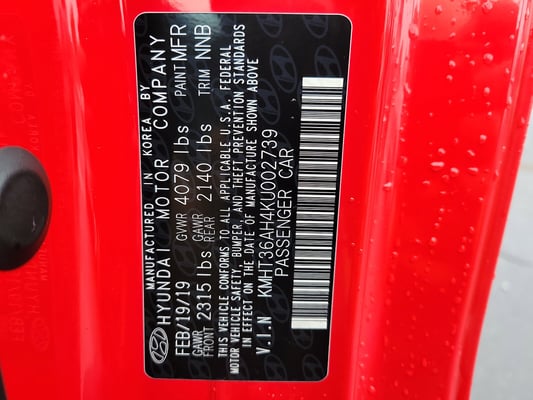 MANUFACTURED IN KOREA BY
HYUNDAI MOTOR COMPANY
FEB/19/19 GVWR 4079 lbs PAINT MFR
GAWR FRONT 2315 lbs GAWR REAR 2140 lbs TRIM NNB
THIS VEHICLE CONFORMS TO ALL APPLICABLE U.S.A. FEDERAL
MOTOR VEHICLE SAFETY, BUMPER, AND THEFT PREVENTION STANDARDS
IN EFFECT ON THE DATE OF MANUFACTURE SHOWN ABOVE
V.I.N KMHT36AH4KU002739
PASSENGER CAR